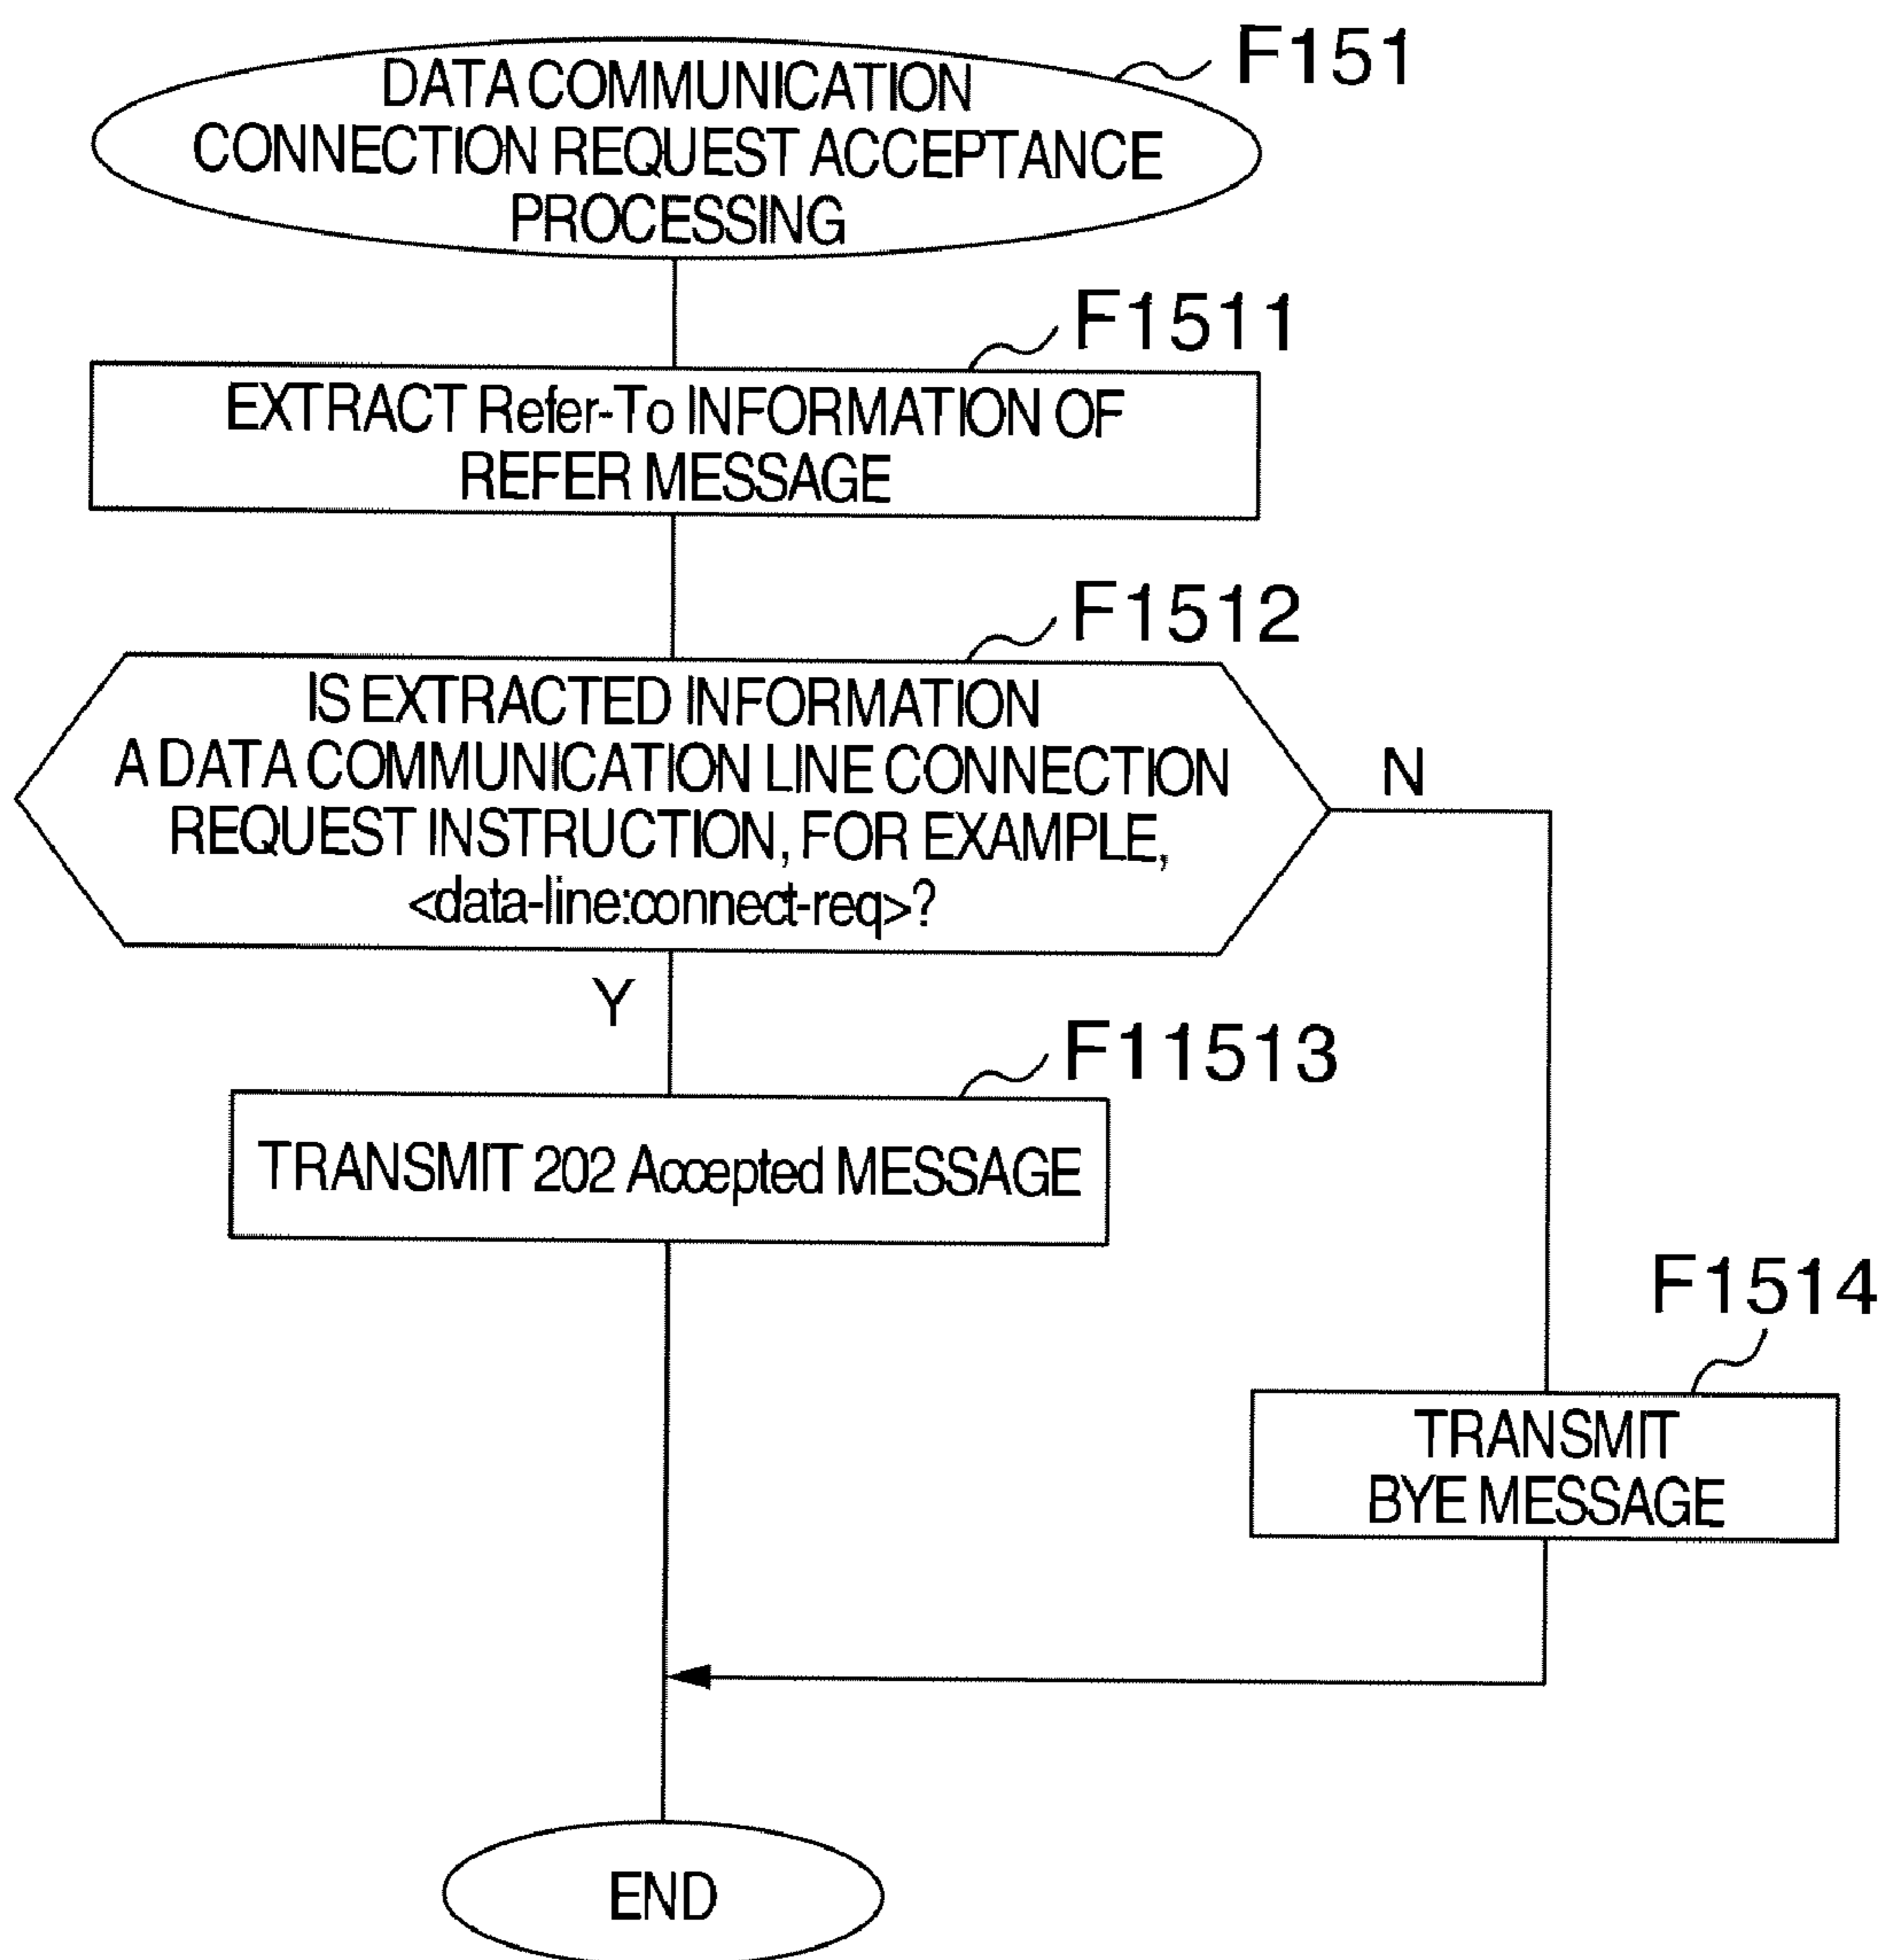 F151
DATA COMMUNICATION
CONNECTION REQUEST ACCEPTANCE
PROCESSING
F1511
EXTRACT Refer-To INFORMATION OF
REFER MESSAGE
F1512
IS EXTRACTED INFORMATION
A DATA COMMUNICATION LINE CONNECTION
REQUEST INSTRUCTION, FOR EXAMPLE,
<data-line:connect-req>?
N
Y
F11513
TRANSMIT 202 Accepted MESSAGE
F1514
TRANSMIT
BYE MESSAGE
END